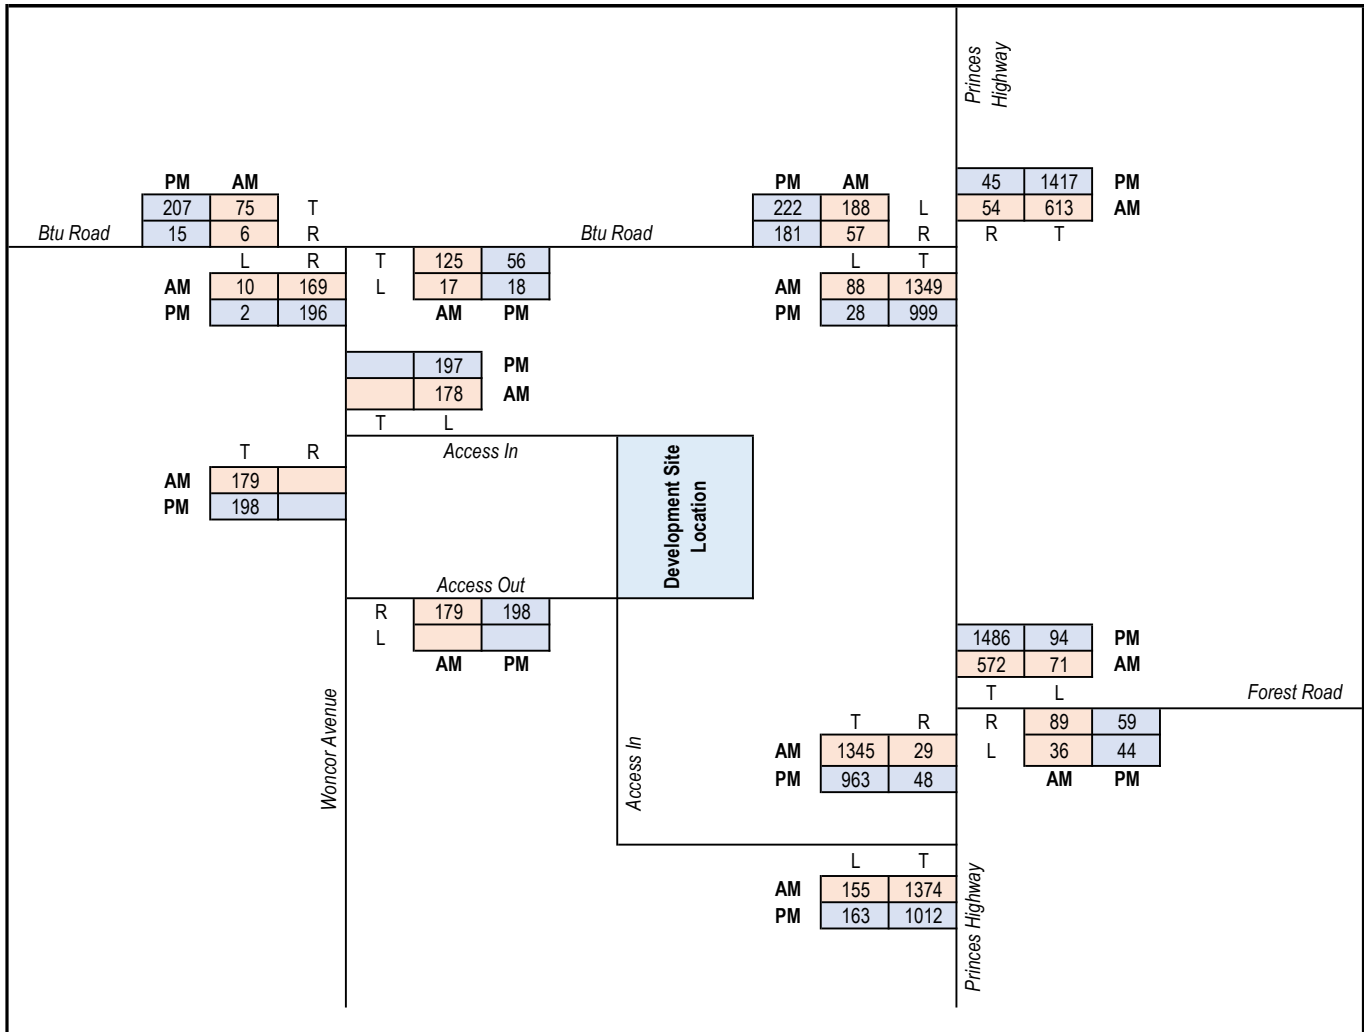 Princes
Highway
PM AM
207 75 T
15 6 R
Btu Road
Btu Road
PM AM
222 188 L
181 57 R
45 1417 PM
54 613 AM
R T
L R
AM 10 169
PM 2 196
T 125 56
L 17 18
AM PM
L T
AM 88 1349
PM 28 999
197 PM
178 AM
T L
Access In
T R
AM 179
PM 198
Development Site
Location
Access Out
R 179 198
L
AM PM
Woncor Avenue
Access In
1486 94 PM
572 71 AM
T L
Forest Road
T R
AM 1345 29
PM 963 48
R 89 59
L 36 44
AM PM
L T
AM 155 1374
PM 163 1012
Princes Highway